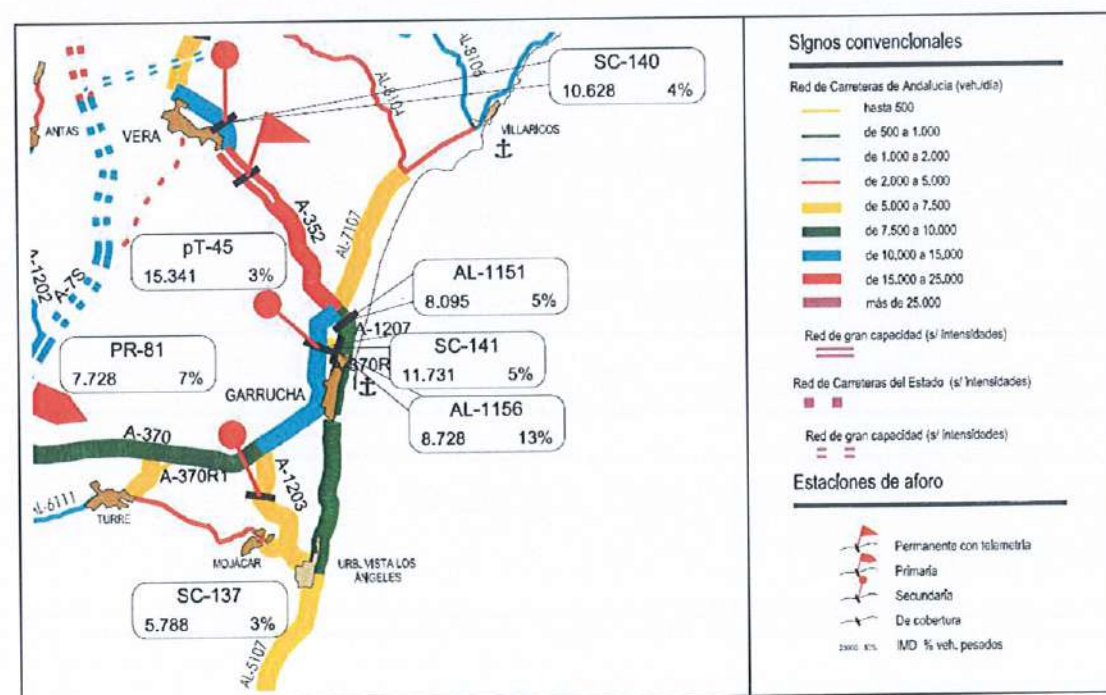 SC-140
10.628 4%
AL-8105
AL-8104
ANTAS
VERA
VILLARICOS
A-352
AL-7107
pT-45
15.341 3%
A-1202
A-7S
AL-1151
8.095 5%
A-1207
PR-81
7.728 7%
SC-141
11.731 5%
370R
GARRUCHA
AL-1156
8.728 13%
A-370
A-370R1
A-1203
AL-6111
TURRE
MOJÁCAR
URB. VISTA LOS
ÁNGELES
SC-137
5.788 3%
AL-5107
Signos convencionales
Red de Carreteras de Andalucia (veh./día)
hasta 500
de 500 a 1.000
de 1.000 a 2.000
de 2.000 a 5.000
de 5.000 a 7.500
de 7.500 a 10.000
de 10.000 a 15.000
de 15.000 a 25.000
más de 25.000
Red de gran capacidad (s/ intensidades)
Red de Carreteras del Estado (s/ intensidades)
Red de gran capacidad (s/ intensidades)
Estaciones de aforo
Permanente con telemetría
Primaria
Secundaria
De cobertura
IMD % veh. pesados